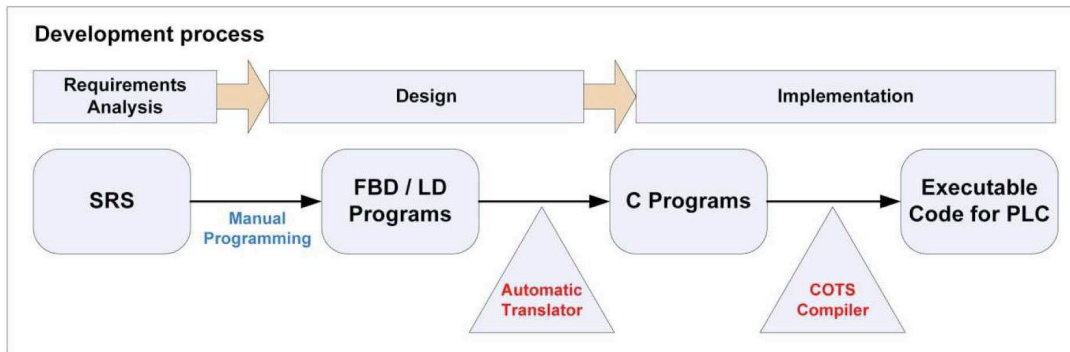 Development process
Requirements
Analysis
Design
Implementation
SRS
Manual
Programming
FBD / LD
Programs
Automatic
Translator
C Programs
COTS
Compiler
Executable
Code for PLC